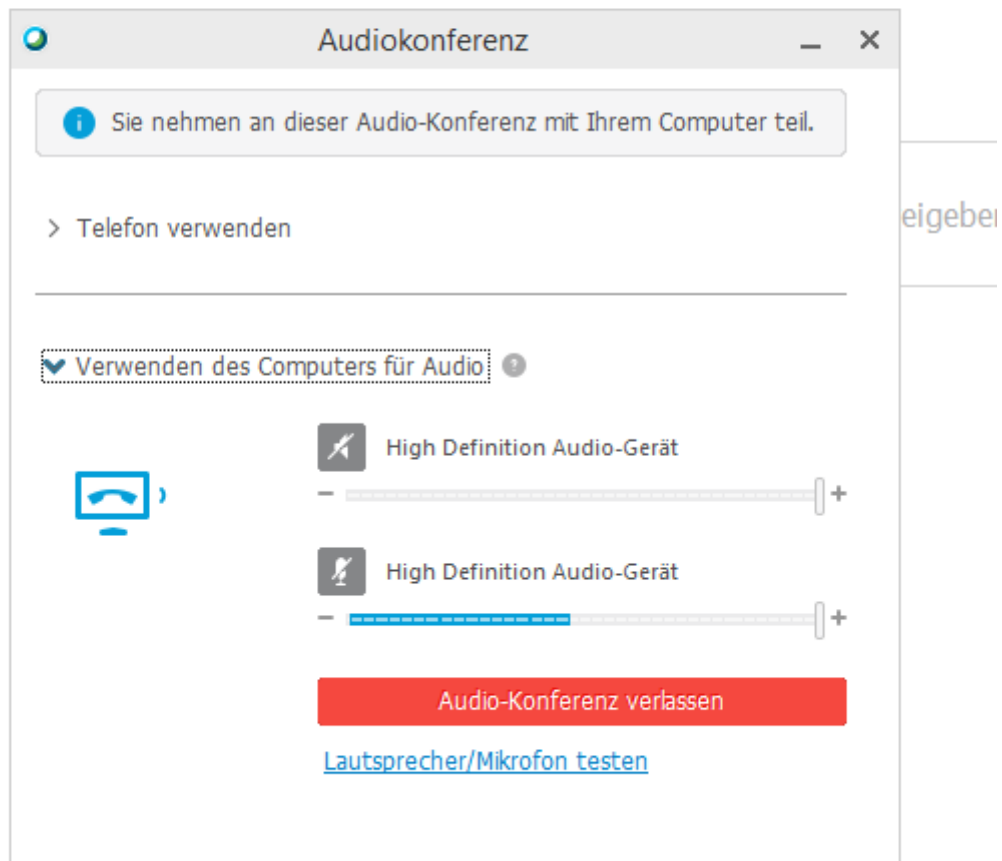 Audiokonferenz
Sie nehmen an dieser Audio-Konferenz mit Ihrem Computer teil.
Telefon verwenden
Verwenden des Computers für Audio
High Definition Audio-Gerät
High Definition Audio-Gerät
Audio-Konferenz verlassen
Lautsprecher/Mikrofon testen